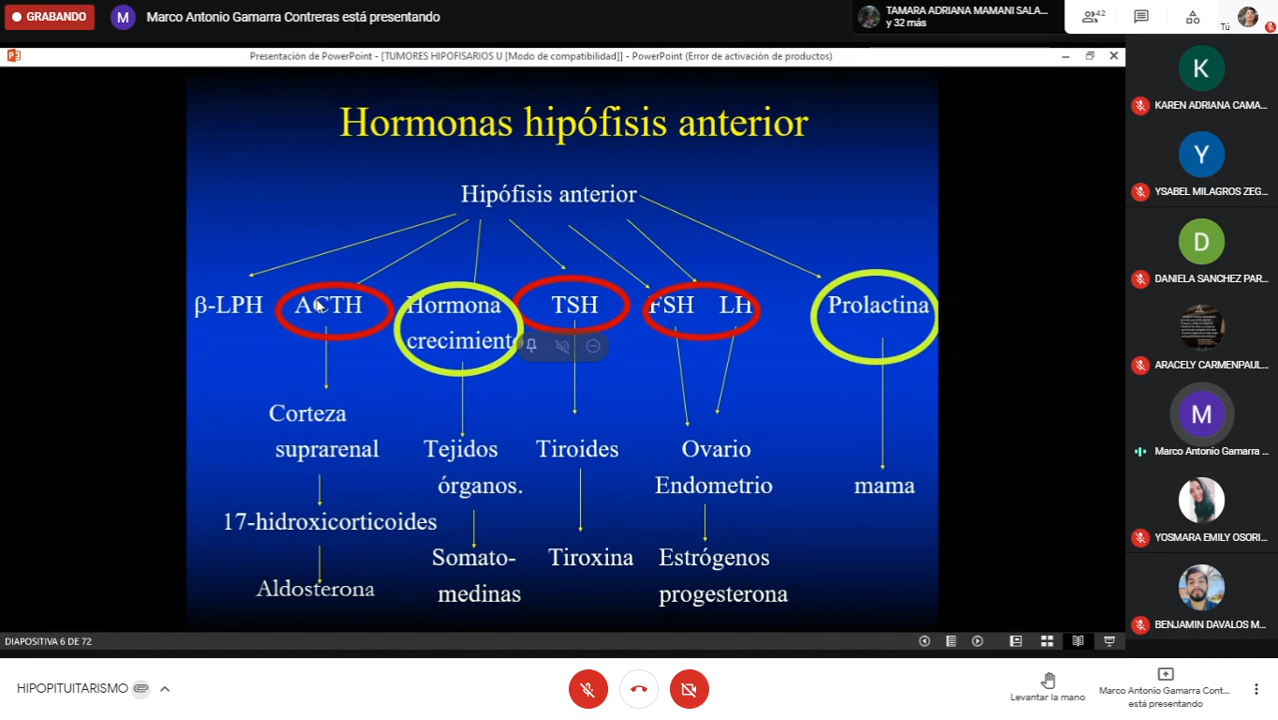 GRABANDO
M
Marco Antonio Gamarra Contreras está presentando
TAMARA ADRIANA MAMANI SALA...
y 32 más
42
Tú
Presentación de PowerPoint - [TUMORES HIPOFISARIOS U [Modo de compatibilidad]] - PowerPoint (Error de activación de productos)
Hormonas hipófisis anterior
Hipófisis anterior
β-LPH
ACTH
Hormona
crecimiento
TSH
FSH LH
Prolactina
Corteza
suprarenal
Tejidos
órganos.
Tiroides
Ovario
Endometrio
mama
17-hidroxicorticoides
Somato-
medinas
Tiroxina
Estrógenos
progesterona
Aldosterona
DIAPOSITIVA 6 DE 72
K
KAREN ADRIANA CAMA...
Y
YSABEL MILAGROS ZEG...
D
DANIELA SANCHEZ PAR...
ARACELY CARMENPAUL...
M
Marco Antonio Gamarra ...
YOSMARA EMILY OSORI...
BENJAMIN DAVALOS M...
HIPOPITUITARISMO
Levantar la mano
Marco Antonio Gamarra Cont...
está presentando